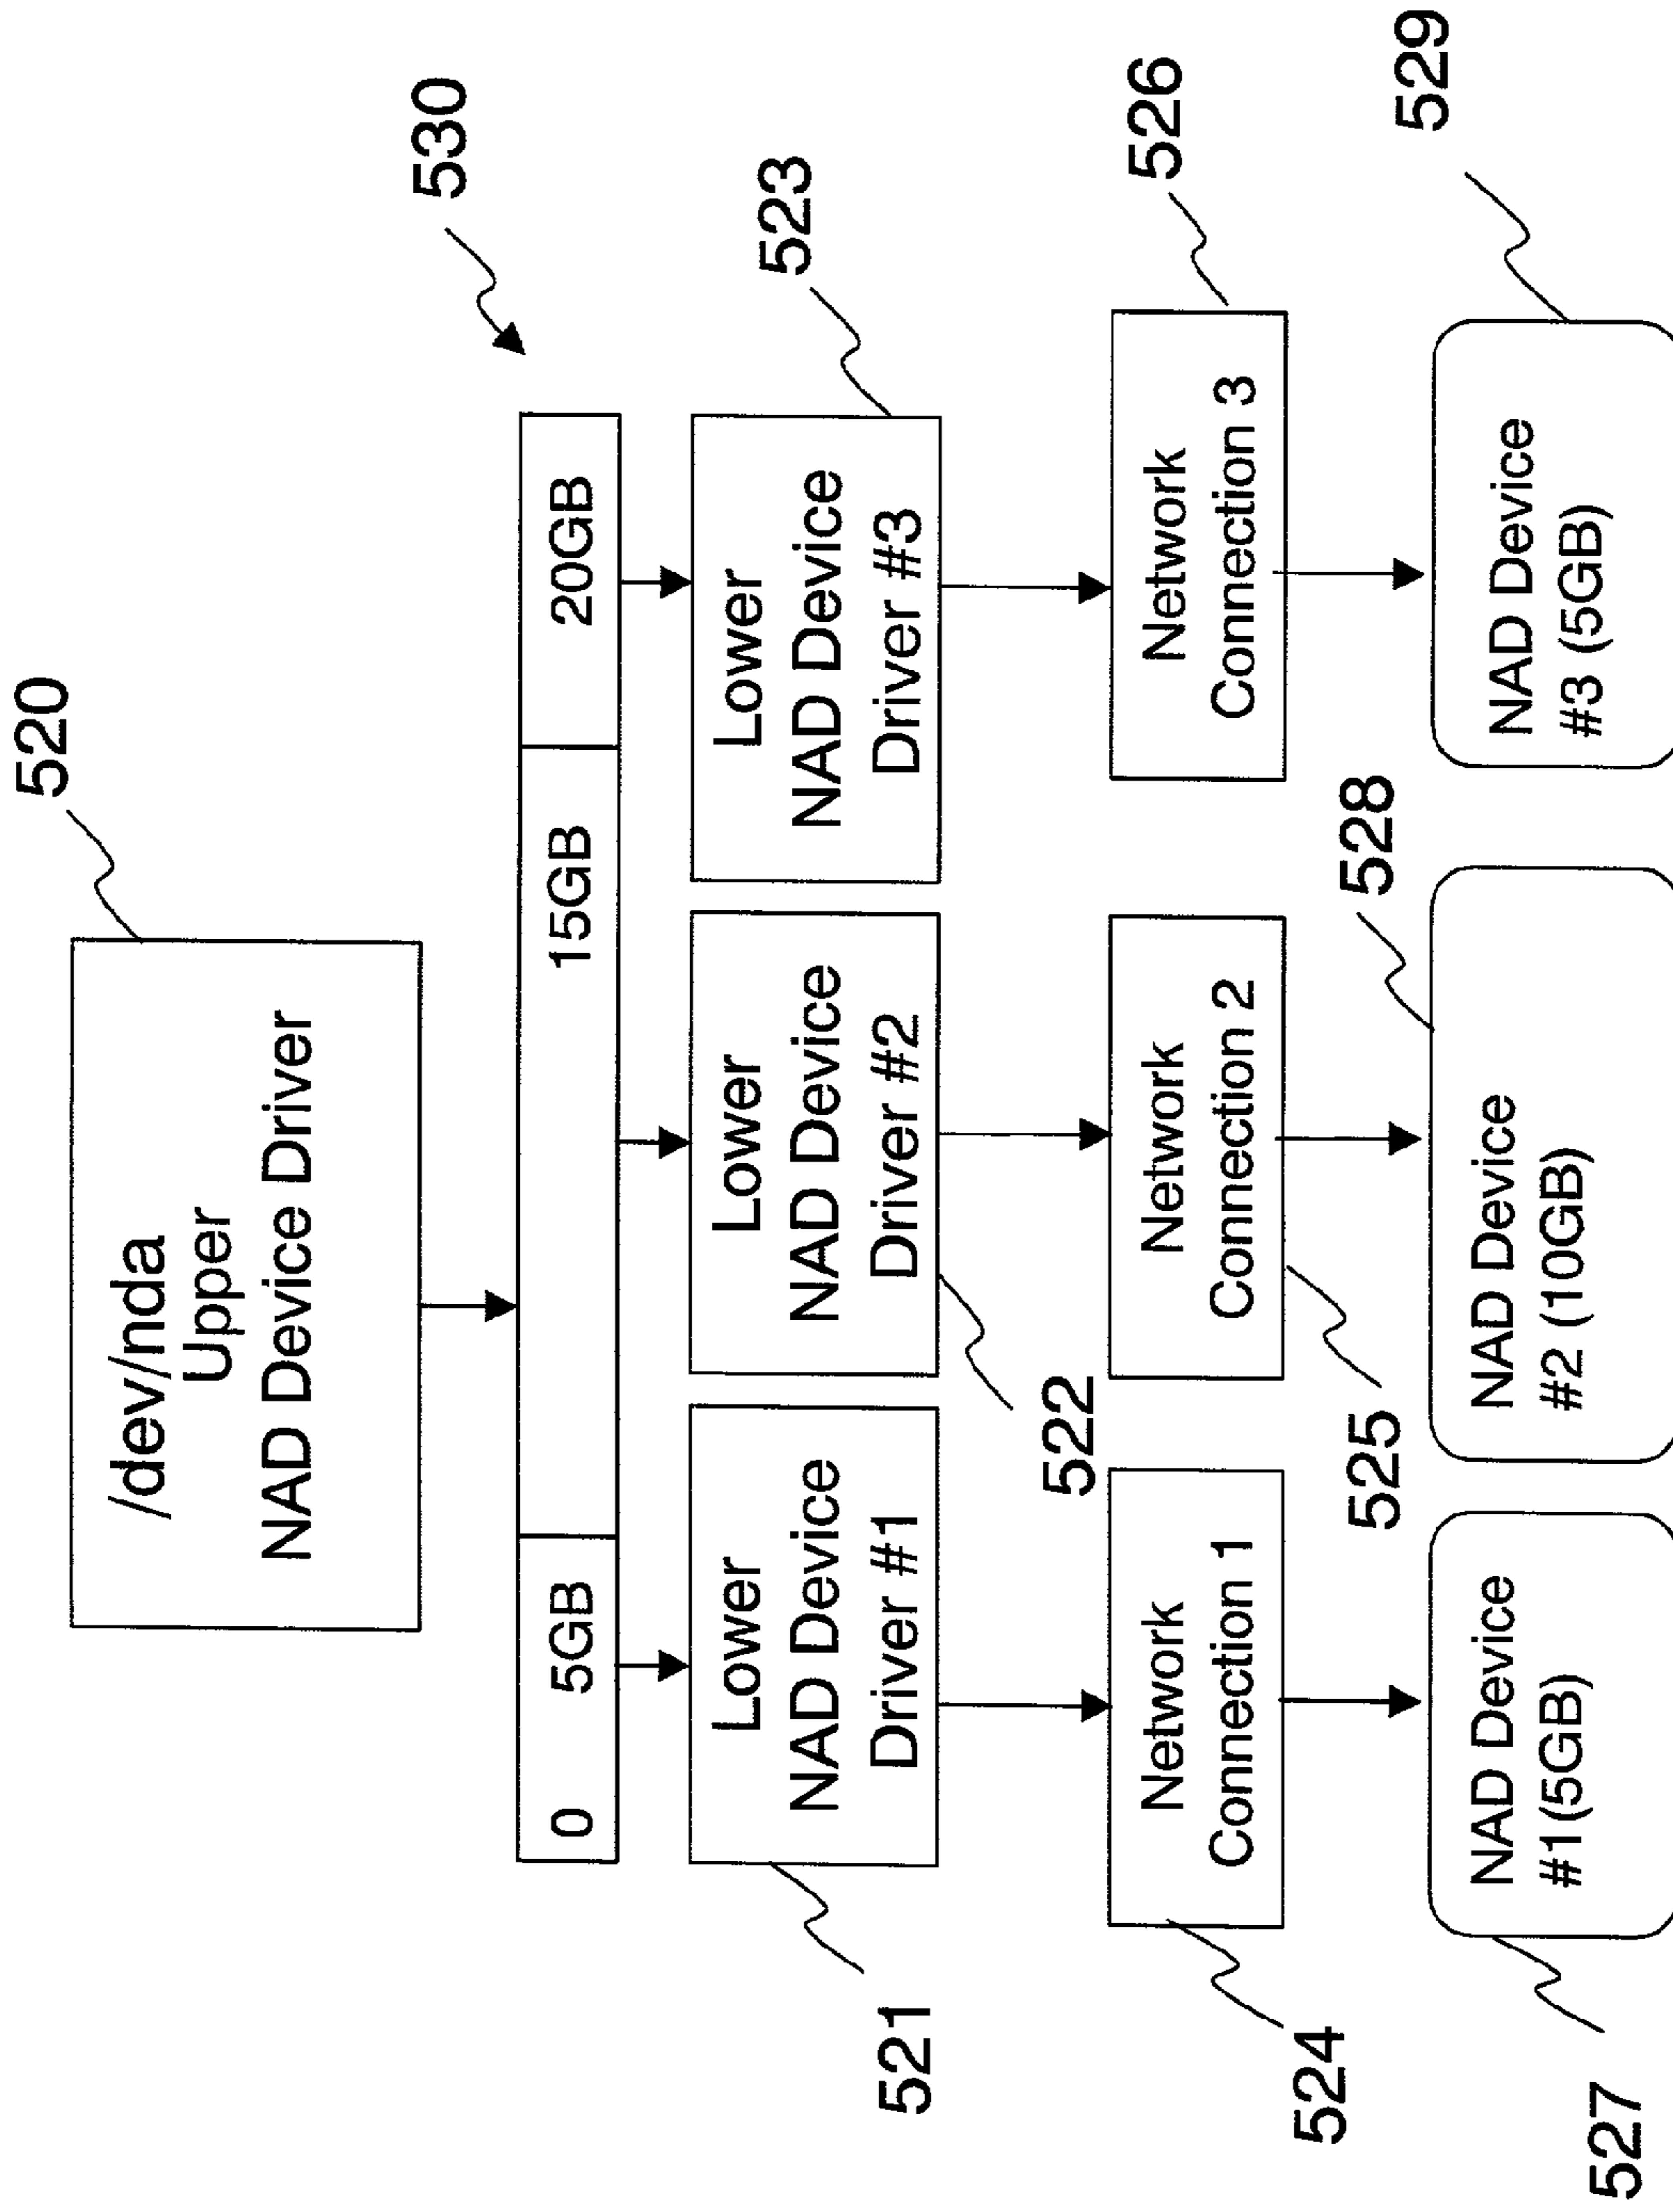 520
/dev/nda
Upper
NAD Device Driver
530
0 5GB 15GB 20GB
523
Lower
NAD Device
Driver #1
Lower
NAD Device
Driver #2
Lower
NAD Device
Driver #3
521
522
526
Network
Connection 1
Network
Connection 2
Network
Connection 3
524
525
528
529
NAD Device
#1(5GB)
NAD Device
#2 (10GB)
NAD Device
#3 (5GB)
527